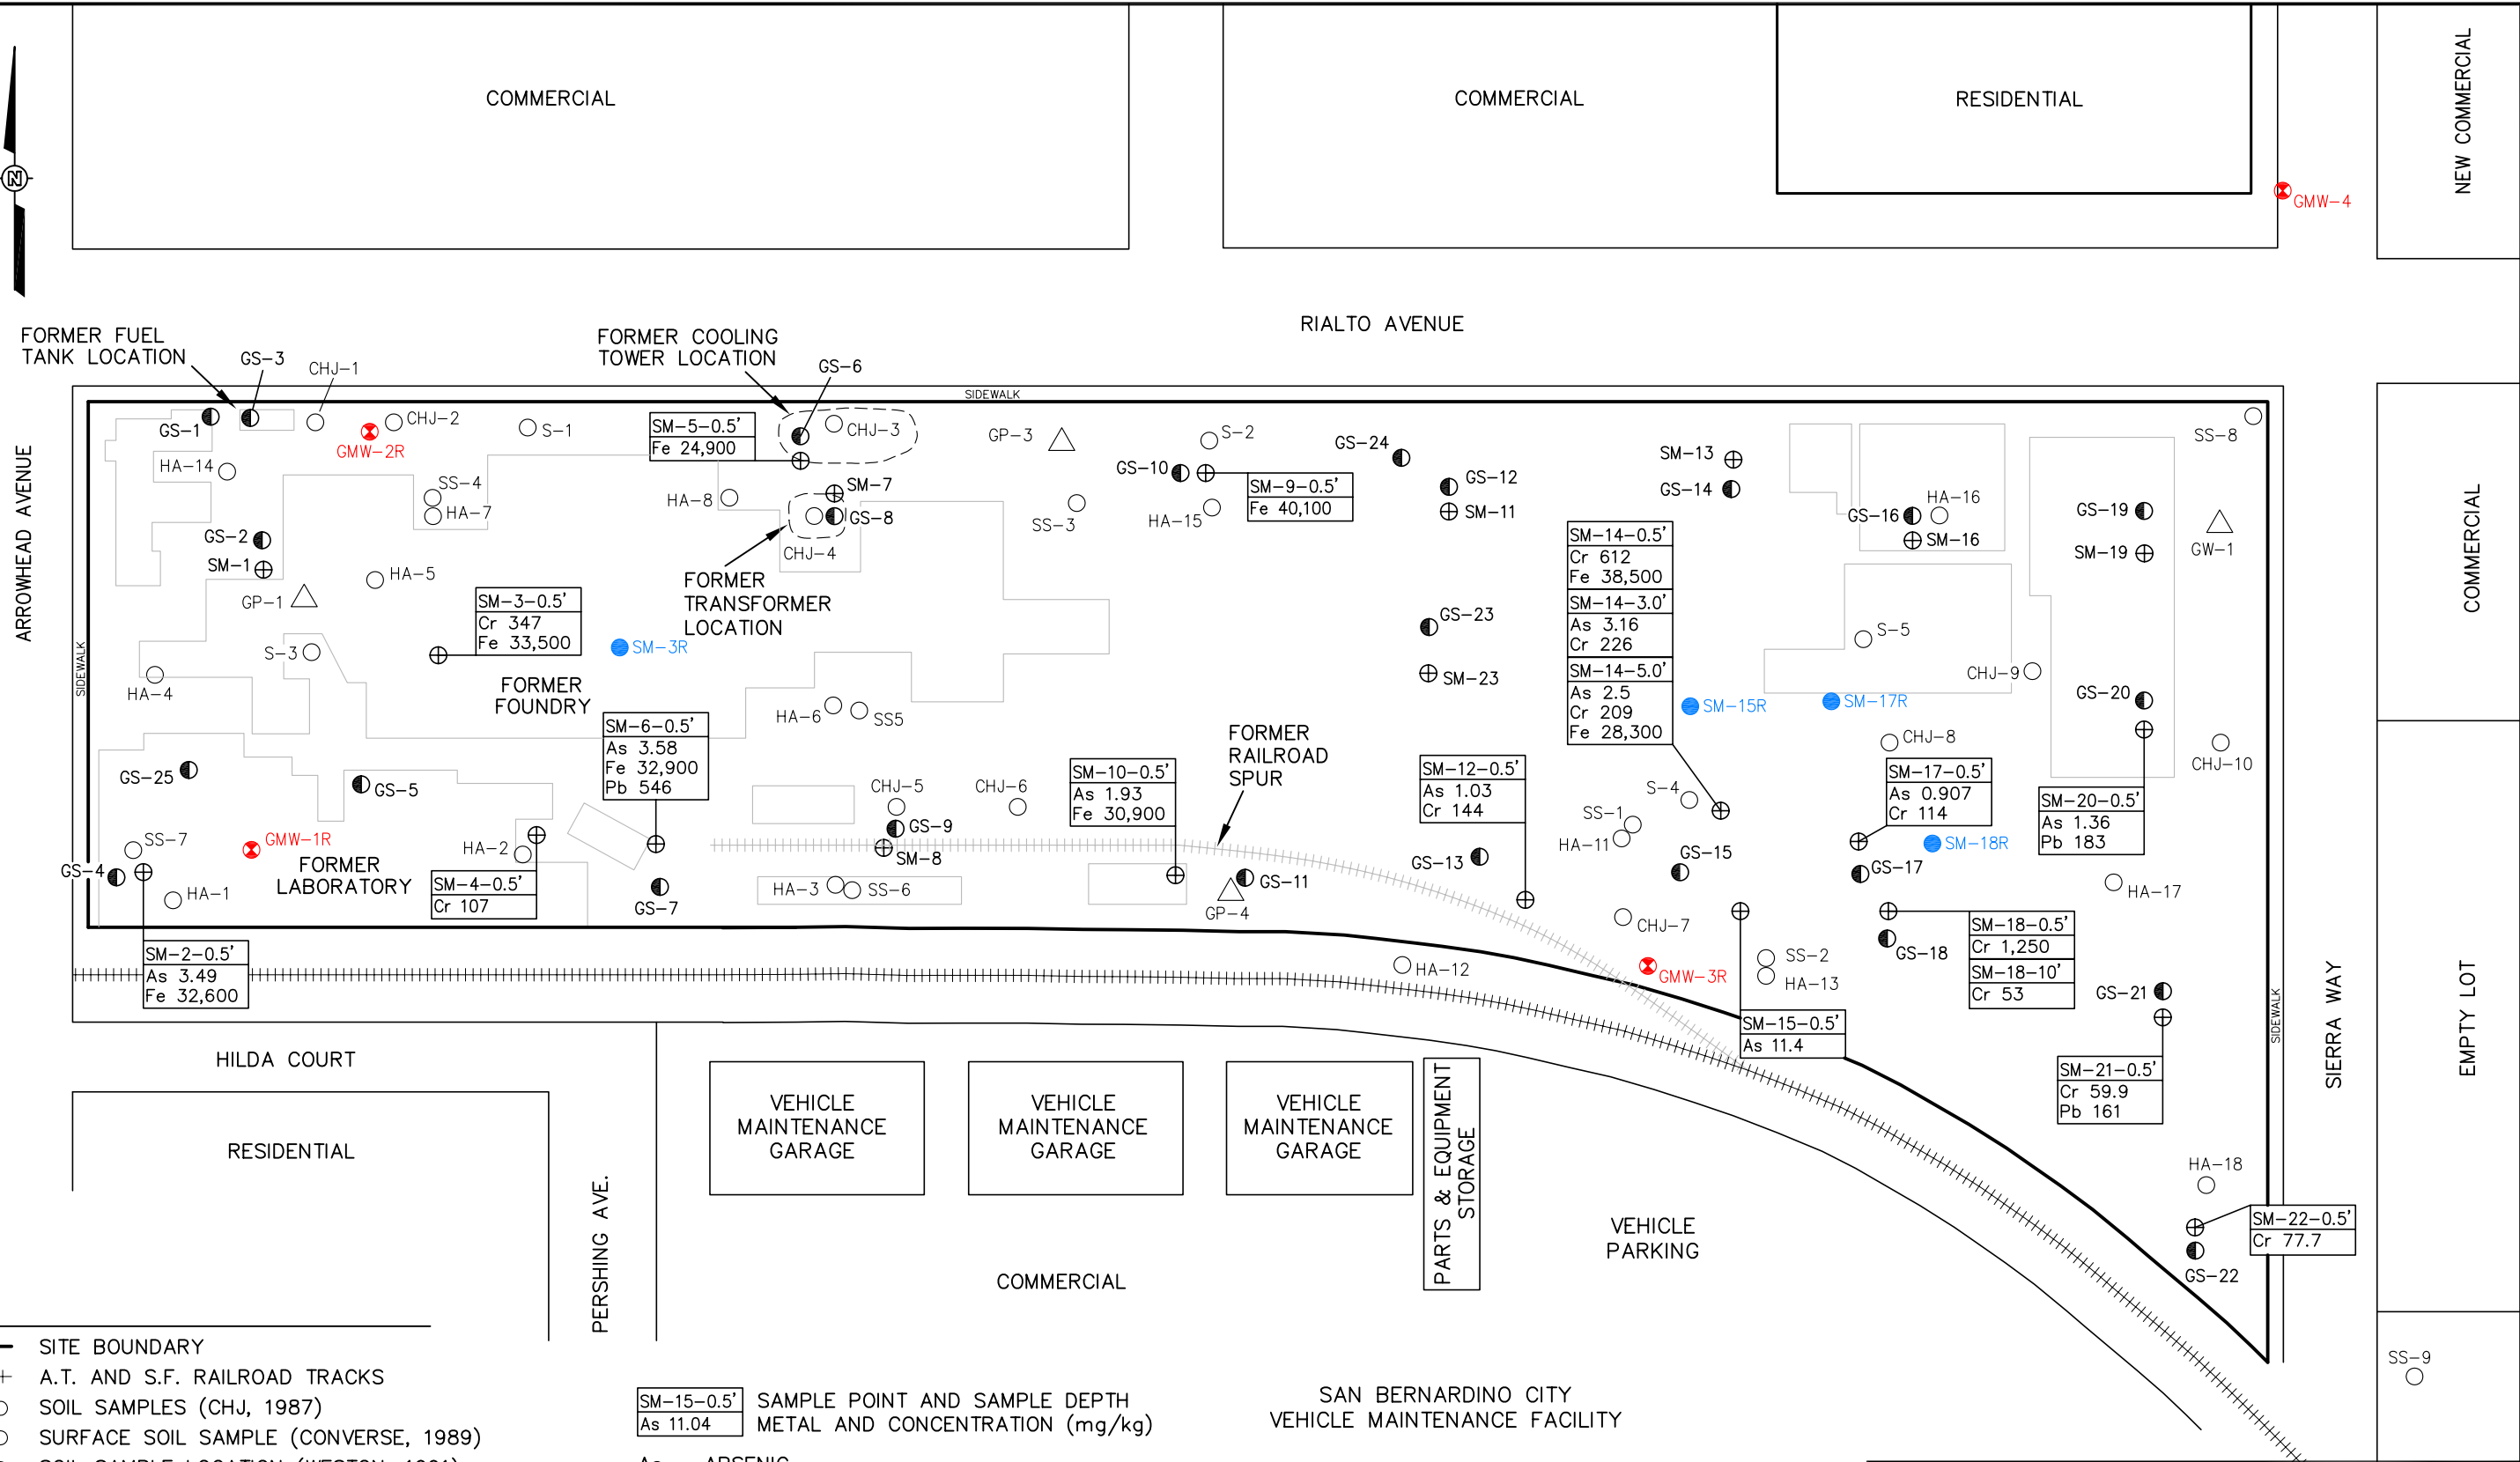 COMMERCIAL
COMMERCIAL
RESIDENTIAL
NEW COMMERCIAL
N
GMW-4
RIALTO AVENUE
FORMER FUEL
TANK LOCATION
GS-3
CHJ-1
FORMER COOLING
TOWER LOCATION
GS-6
SIDEWALK
GS-1
CHJ-2
GMW-2R
S-1
SM-5-0.5'
Fe 24,900
CHJ-3
GP-3
S-2
GS-24
SM-13
SS-8
HA-14
SS-4
HA-7
HA-8
SM-7
GS-8
CHJ-4
SS-3
GS-10
HA-15
SM-9-0.5'
Fe 40,100
GS-12
SM-11
GS-14
GS-16
HA-16
SM-16
GS-19
SM-19
GW-1
COMMERCIAL
ARROWHEAD AVENUE
GS-2
SM-1
HA-5
GP-1
FORMER
TRANSFORMER
LOCATION
SM-3-0.5'
Cr 347
Fe 33,500
SM-3R
S-3
SIDEWALK
HA-4
FORMER
FOUNDRY
HA-6
SS5
GS-23
SM-23
SM-14-0.5'
Cr 612
Fe 38,500
SM-14-3.0'
As 3.16
Cr 226
SM-14-5.0'
As 2.5
Cr 209
Fe 28,300
S-5
CHJ-9
SM-15R
SM-17R
GS-20
CHJ-8
CHJ-10
SM-6-0.5'
As 3.58
Fe 32,900
Pb 546
FORMER
RAILROAD
SPUR
GS-25
GS-5
CHJ-5
CHJ-6
GS-9
SM-8
SM-10-0.5'
As 1.93
Fe 30,900
SM-12-0.5'
As 1.03
Cr 144
S-4
SS-1
HA-11
SM-17-0.5'
As 0.907
Cr 114
SM-20-0.5'
As 1.36
Pb 183
SM-18R
SS-7
GMW-1R
FORMER
LABORATORY
HA-2
GS-4
HA-1
SM-4-0.5'
Cr 107
GS-7
HA-3
SS-6
GP-4
GS-11
GS-13
GS-15
GS-17
HA-17
CHJ-7
SM-2-0.5'
As 3.49
Fe 32,600
HA-12
GMW-3R
SS-2
HA-13
GS-18
SM-18-0.5'
Cr 1,250
SM-18-10'
Cr 53
GS-21
SIDEWALK
SIERRA WAY
EMPTY LOT
SM-15-0.5'
As 11.4
SM-21-0.5'
Cr 59.9
Pb 161
HILDA COURT
RESIDENTIAL
PERSHING AVE.
VEHICLE
MAINTENANCE
GARAGE
VEHICLE
MAINTENANCE
GARAGE
VEHICLE
MAINTENANCE
GARAGE
PARTS & EQUIPMENT
STORAGE
VEHICLE
PARKING
COMMERCIAL
HA-18
SM-22-0.5'
Cr 77.7
GS-22
SS-9
SITE BOUNDARY
A.T. AND S.F. RAILROAD TRACKS
SOIL SAMPLES (CHJ, 1987)
SURFACE SOIL SAMPLE (CONVERSE, 1989)
SOIL SAMPLE LOCATION (WESTON, 1991)
SM-15-0.5'
As 11.04
SAMPLE POINT AND SAMPLE DEPTH
METAL AND CONCENTRATION (mg/kg)
As ARSENIC
SAN BERNARDINO CITY
VEHICLE MAINTENANCE FACILITY